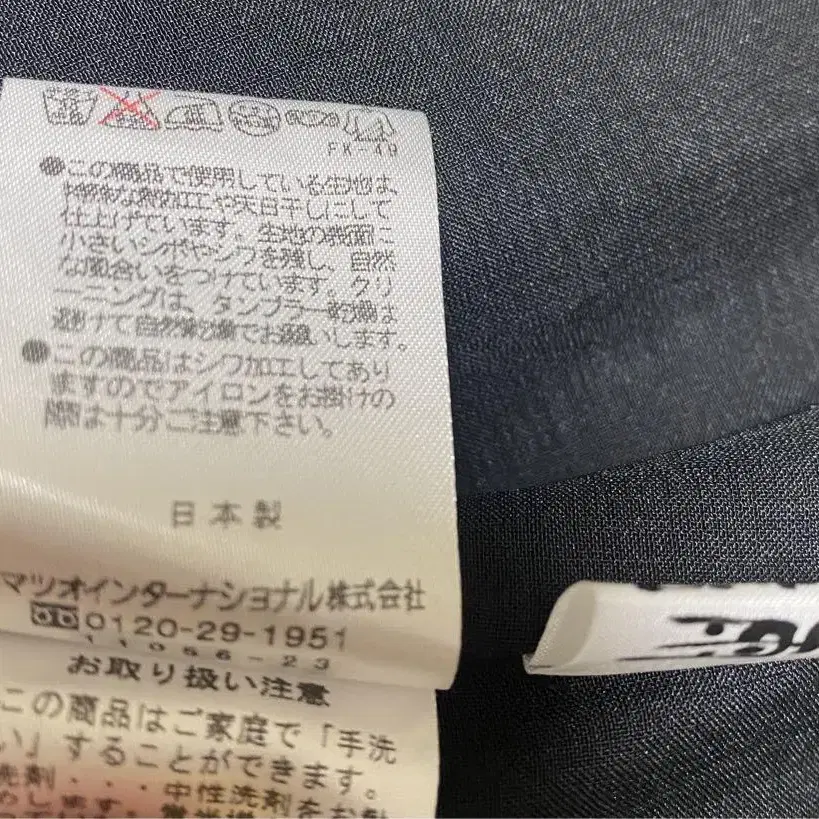 FK-49
●この商品で使用している生地は、
特殊な熱加工や天日干しにして
仕上げています。生地の表面に
小さいシボやシワを残し、自然
な風合いをつけています。クリ
ーニングは、タンブラー乾燥は
避けて自然乾燥でお願いします。
●この商品はシワ加工してあり
ますのでアイロンをお掛けの
際は十分ご注意下さい。
日本製
マツオインターナショナル株式会社
0120-29-1951
11056-23
お取り扱い注意
この商品はご家庭で「手洗
い」することができます。
洗剤・・・中性洗剤をお